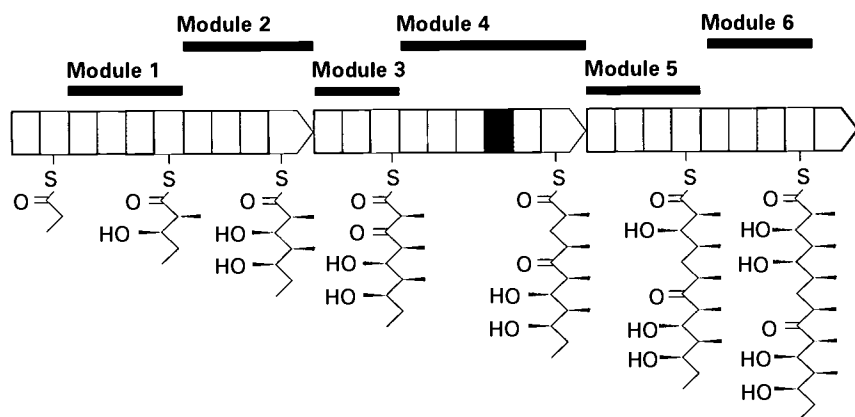 Module 2 Module 4 Module 6
Module 1 Module 3 Module 5
S S S S S S S
O O O O O O O
HO HO O HO HO
HO HO O HO
HO HO O
HO HO O
HO HO
HO